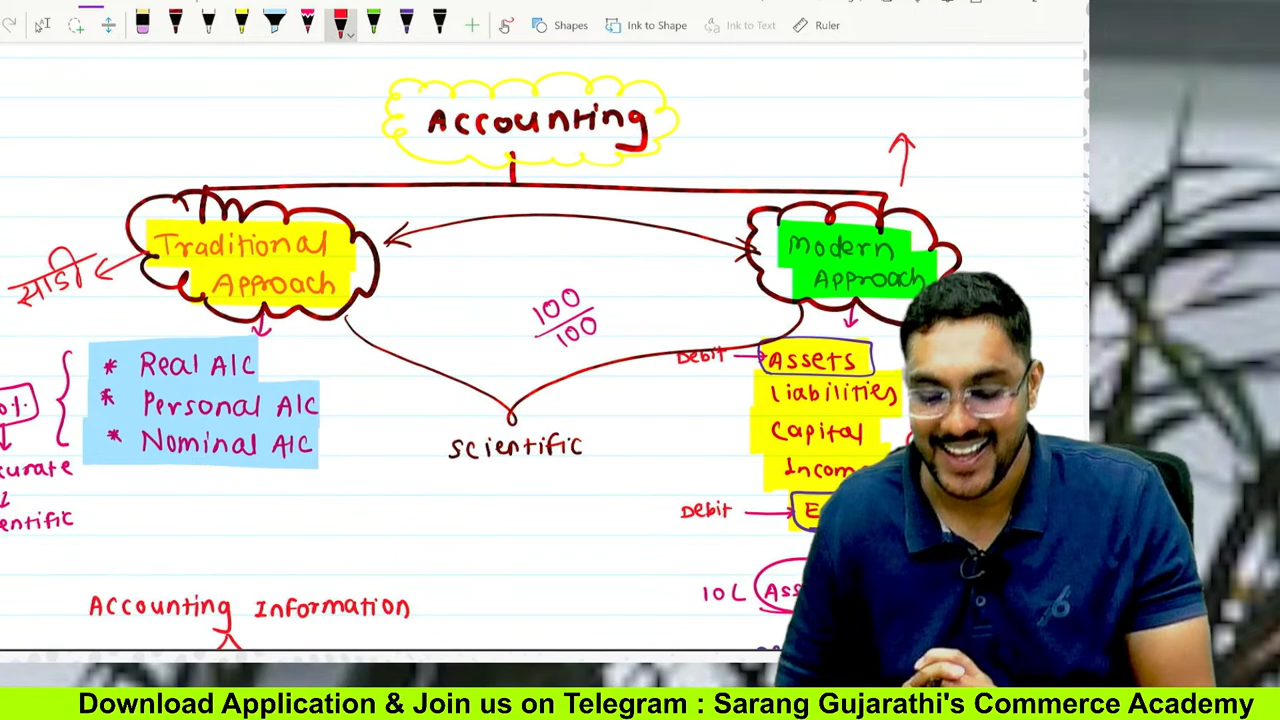 Shapes
Ink to Shape
Ink to Text
Ruler
Accounting
Traditional
Approach
Modern
Approach
साडी
100
100
* Real A|C
* Personal A|C
* Nominal A|C
Debit
Assets
Liabilities
Capital
Scientific
Debit
Accounting Information
10L
Download Application & Join us on Telegram : Sarang Gujarathi's Commerce Academy